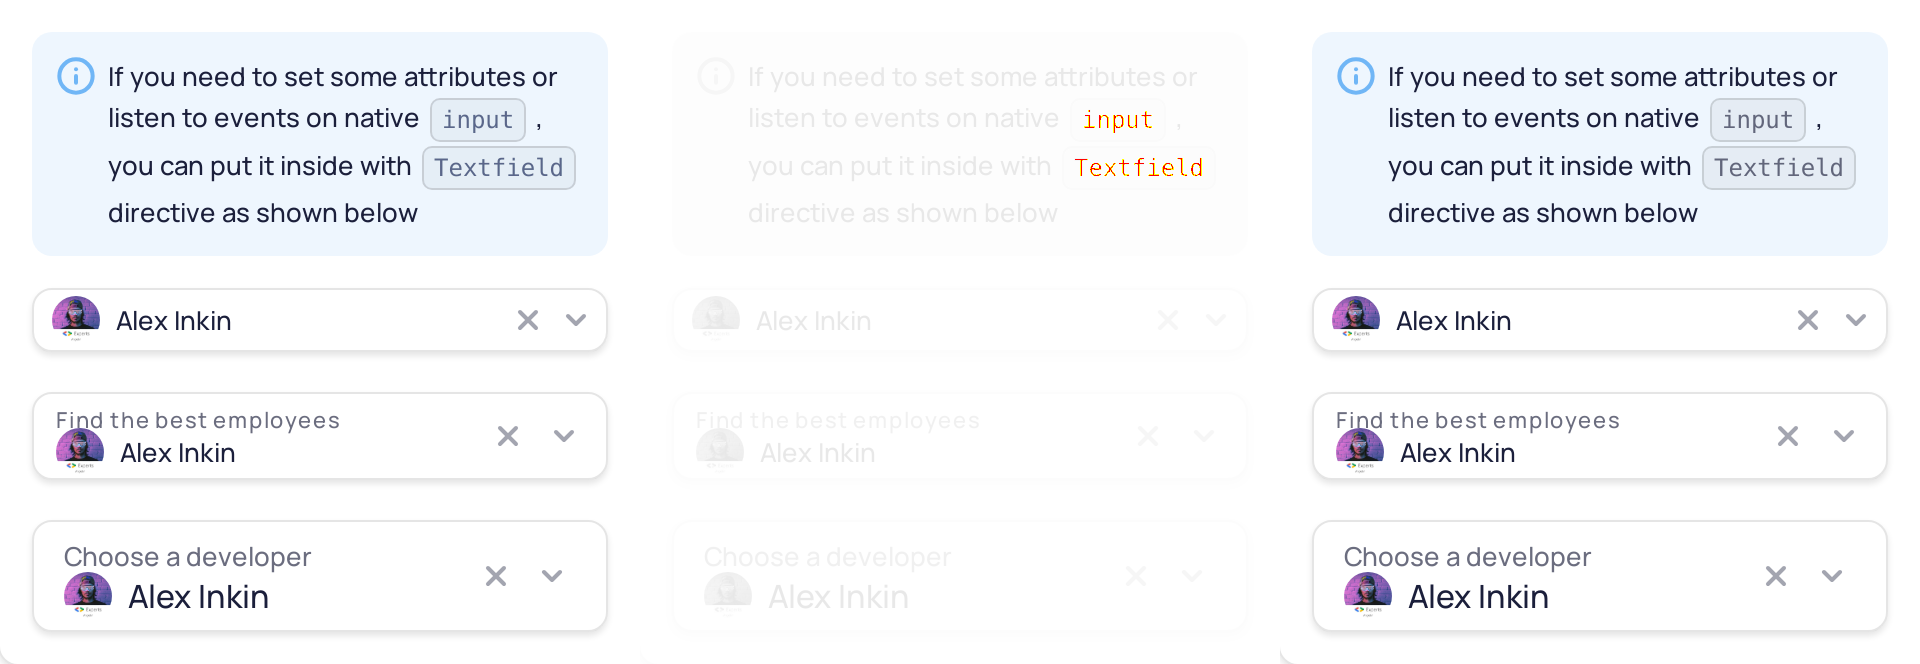 If you need to set some attributes or
listen to events on native input ,
you can put it inside with Textfield
directive as shown below
Alex Inkin
Find the best employees
Alex Inkin
Choose a developer
Alex Inkin
If you need to set some attributes or
listen to events on native input ,
you can put it inside with Textfield
directive as shown below
Alex Inkin
Find the best employees
Alex Inkin
Choose a developer
Alex Inkin
If you need to set some attributes or
listen to events on native input ,
you can put it inside with Textfield
directive as shown below
Alex Inkin
Find the best employees
Alex Inkin
Choose a developer
Alex Inkin